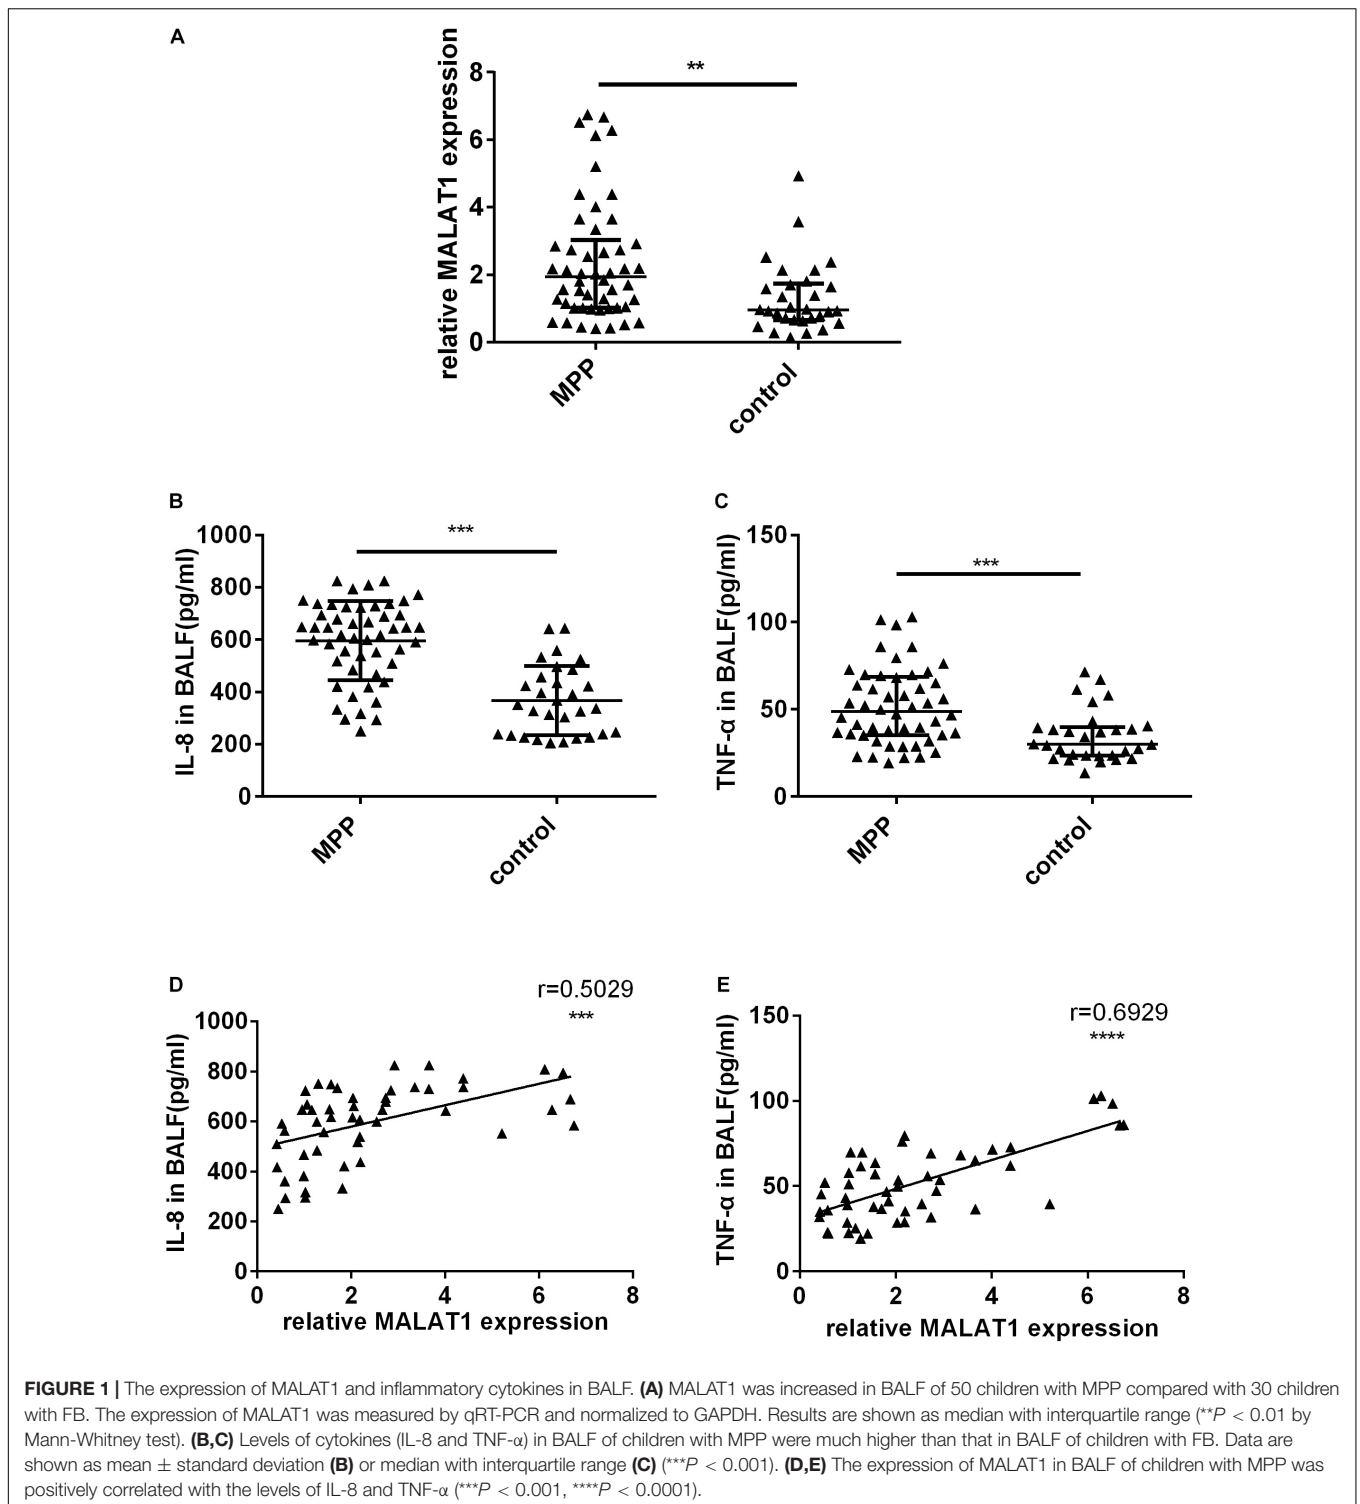 A
relative MALAT1 expression
8
6
4
2
0
**
MPP
control
B
IL-8 in BALF(pg/ml)
1000
800
600
400
200
0
***
MPP
control
C
TNF-α in BALF(pg/ml)
150
100
50
0
***
MPP
control
D
r=0.5029
***
IL-8 in BALF(pg/ml)
1000
800
600
400
200
0
0 2 4 6 8
relative MALAT1 expression
E
r=0.6929
****
TNF-α in BALF(pg/ml)
150
100
50
0
0 2 4 6 8
relative MALAT1 expression
FIGURE 1 | The expression of MALAT1 and inflammatory cytokines in BALF. (A) MALAT1 was increased in BALF of 50 children with MPP compared with 30 children
with FB. The expression of MALAT1 was measured by qRT-PCR and normalized to GAPDH. Results are shown as median with interquartile range (**P < 0.01 by
Mann-Whitney test). (B,C) Levels of cytokines (IL-8 and TNF-α) in BALF of children with MPP were much higher than that in BALF of children with FB. Data are
shown as mean ± standard deviation (B) or median with interquartile range (C) (***P < 0.001). (D,E) The expression of MALAT1 in BALF of children with MPP was
positively correlated with the levels of IL-8 and TNF-α (***P < 0.001, ****P < 0.0001).